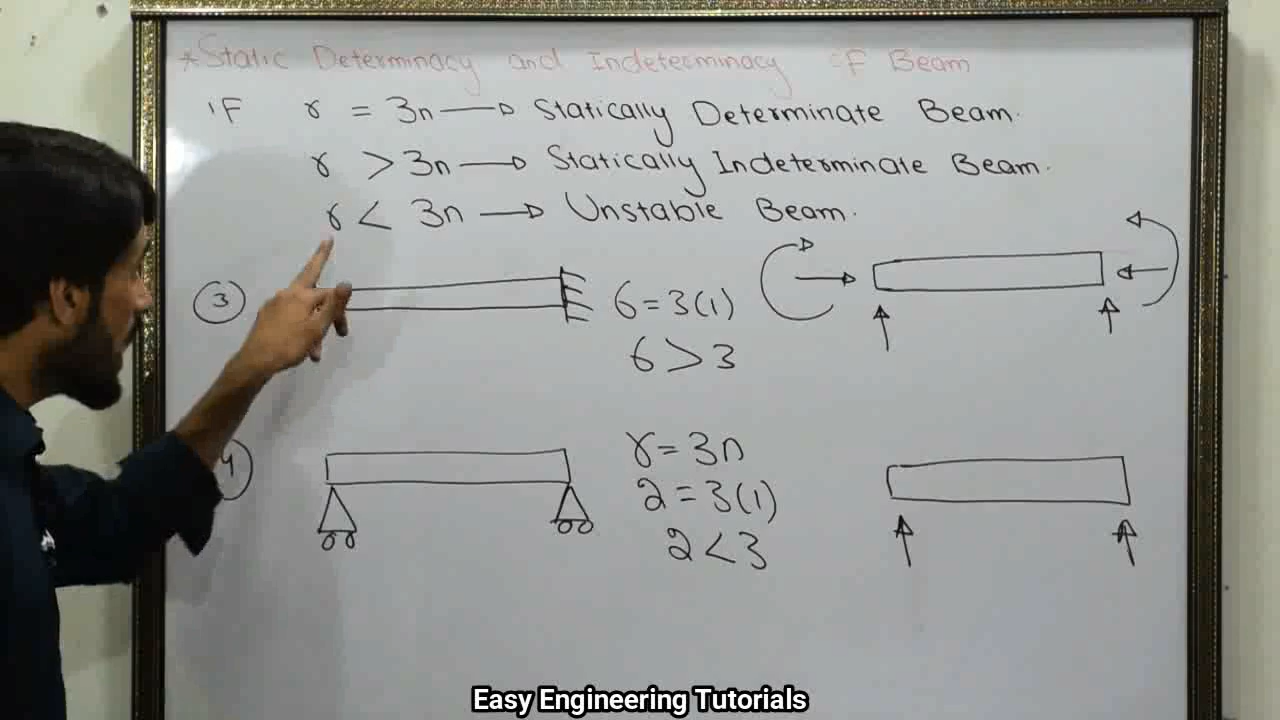 *Static Determinacy and Indeterminacy of Beam
IF r = 3n → Statically Determinate Beam.
r > 3n → Statically Indeterminate Beam.
r < 3n → Unstable Beam.
3
6 = 3(1)
6 > 3
4
r = 3n
2 = 3(1)
2 < 3
Easy Engineering Tutorials